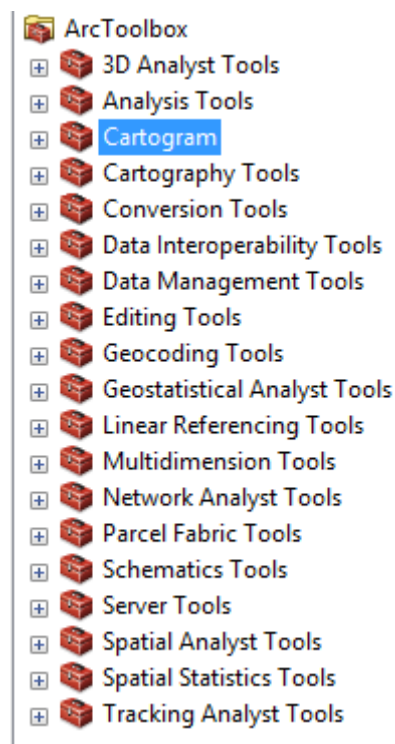 ArcToolbox
3D Analyst Tools
Analysis Tools
Cartogram
Cartography Tools
Conversion Tools
Data Interoperability Tools
Data Management Tools
Editing Tools
Geocoding Tools
Geostatistical Analyst Tools
Linear Referencing Tools
Multidimension Tools
Network Analyst Tools
Parcel Fabric Tools
Schematics Tools
Server Tools
Spatial Analyst Tools
Spatial Statistics Tools
Tracking Analyst Tools